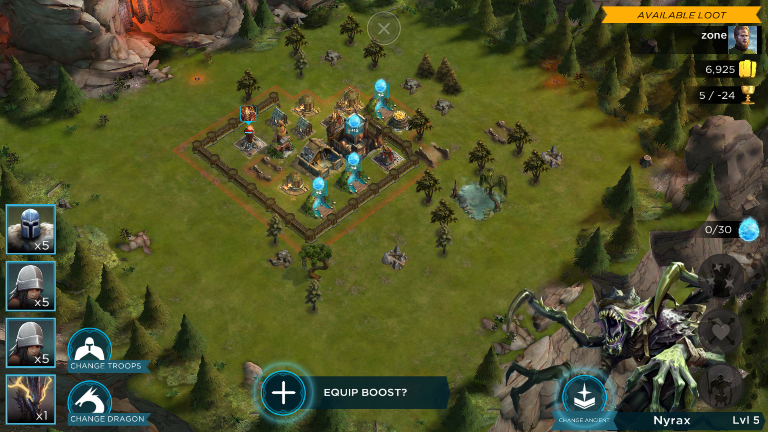 AVAILABLE LOOT
zone
6,925
5 / -24
0/30
x5
x5
x5
x1
CHANGE TROOPS
CHANGE DRAGON
EQUIP BOOST?
CHANGE ANCIENT
Nyrax Lvl 5